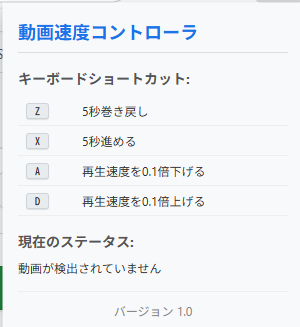 動画速度コントローラ
キーボードショートカット:
Z 5秒巻き戻し
X 5秒進める
A 再生速度を0.1倍下げる
D 再生速度を0.1倍上げる
現在のステータス:
動画が検出されていません
バージョン 1.0